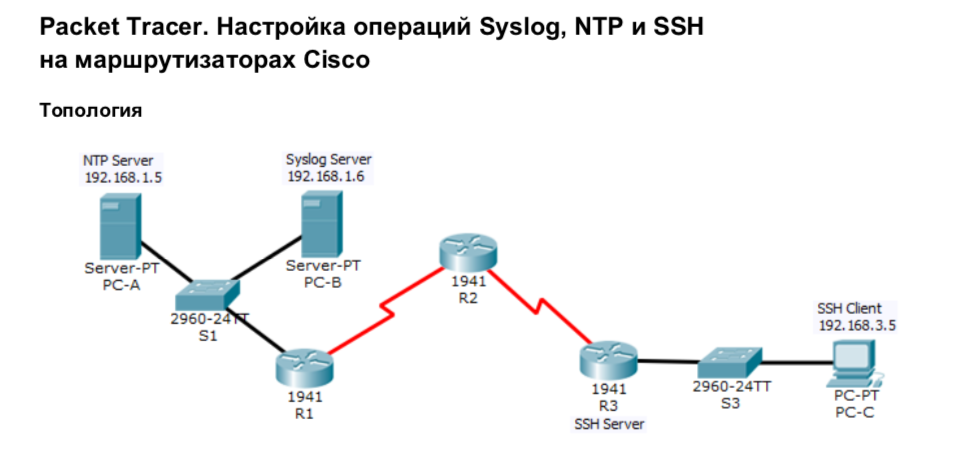 Packet Tracer. Настройка операций Syslog, NTP и SSH
на маршрутизаторах Cisco
Топология
NTP Server
192.168.1.5
Server-PT
PC-A
Syslog Server
192.168.1.6
Server-PT
PC-B
2960-24TT
S1
1941
R1
1941
R2
1941
R3
SSH Server
2960-24TT
S3
SSH Client
192.168.3.5
PC-PT
PC-C